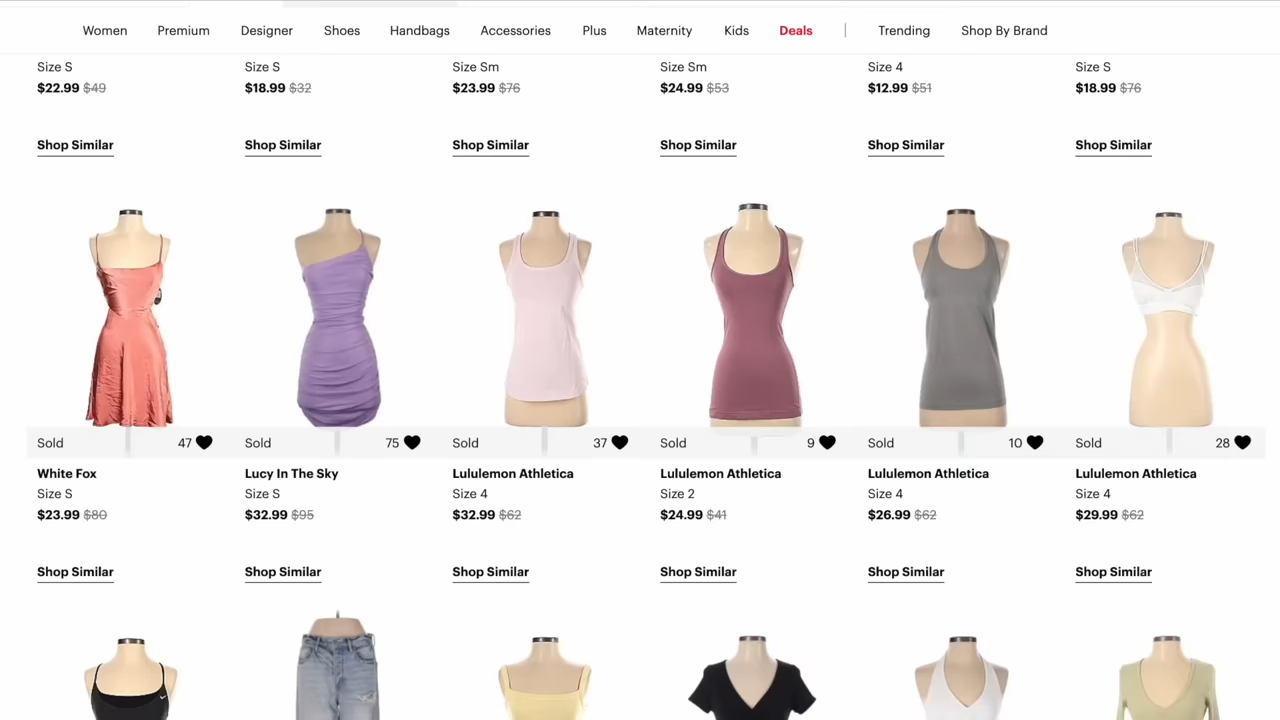 Women Premium Designer Shoes Handbags Accessories Plus Maternity Kids Deals | Trending Shop By Brand
Size S Size S Size Sm Size Sm Size 4 Size S
$22.99 $49 $18.99 $32 $23.99 $76 $24.99 $53 $12.99 $51 $18.99 $76
Shop Similar Shop Similar Shop Similar Shop Similar Shop Similar Shop Similar
Sold 47 Sold 75 Sold 37 Sold 9 Sold 10 Sold 28
White Fox Lucy In The Sky Lululemon Athletica Lululemon Athletica Lululemon Athletica Lululemon Athletica
Size S Size S Size 4 Size 2 Size 4 Size 4
$23.99 $80 $32.99 $95 $32.99 $62 $24.99 $41 $26.99 $62 $29.99 $62
Shop Similar Shop Similar Shop Similar Shop Similar Shop Similar Shop Similar